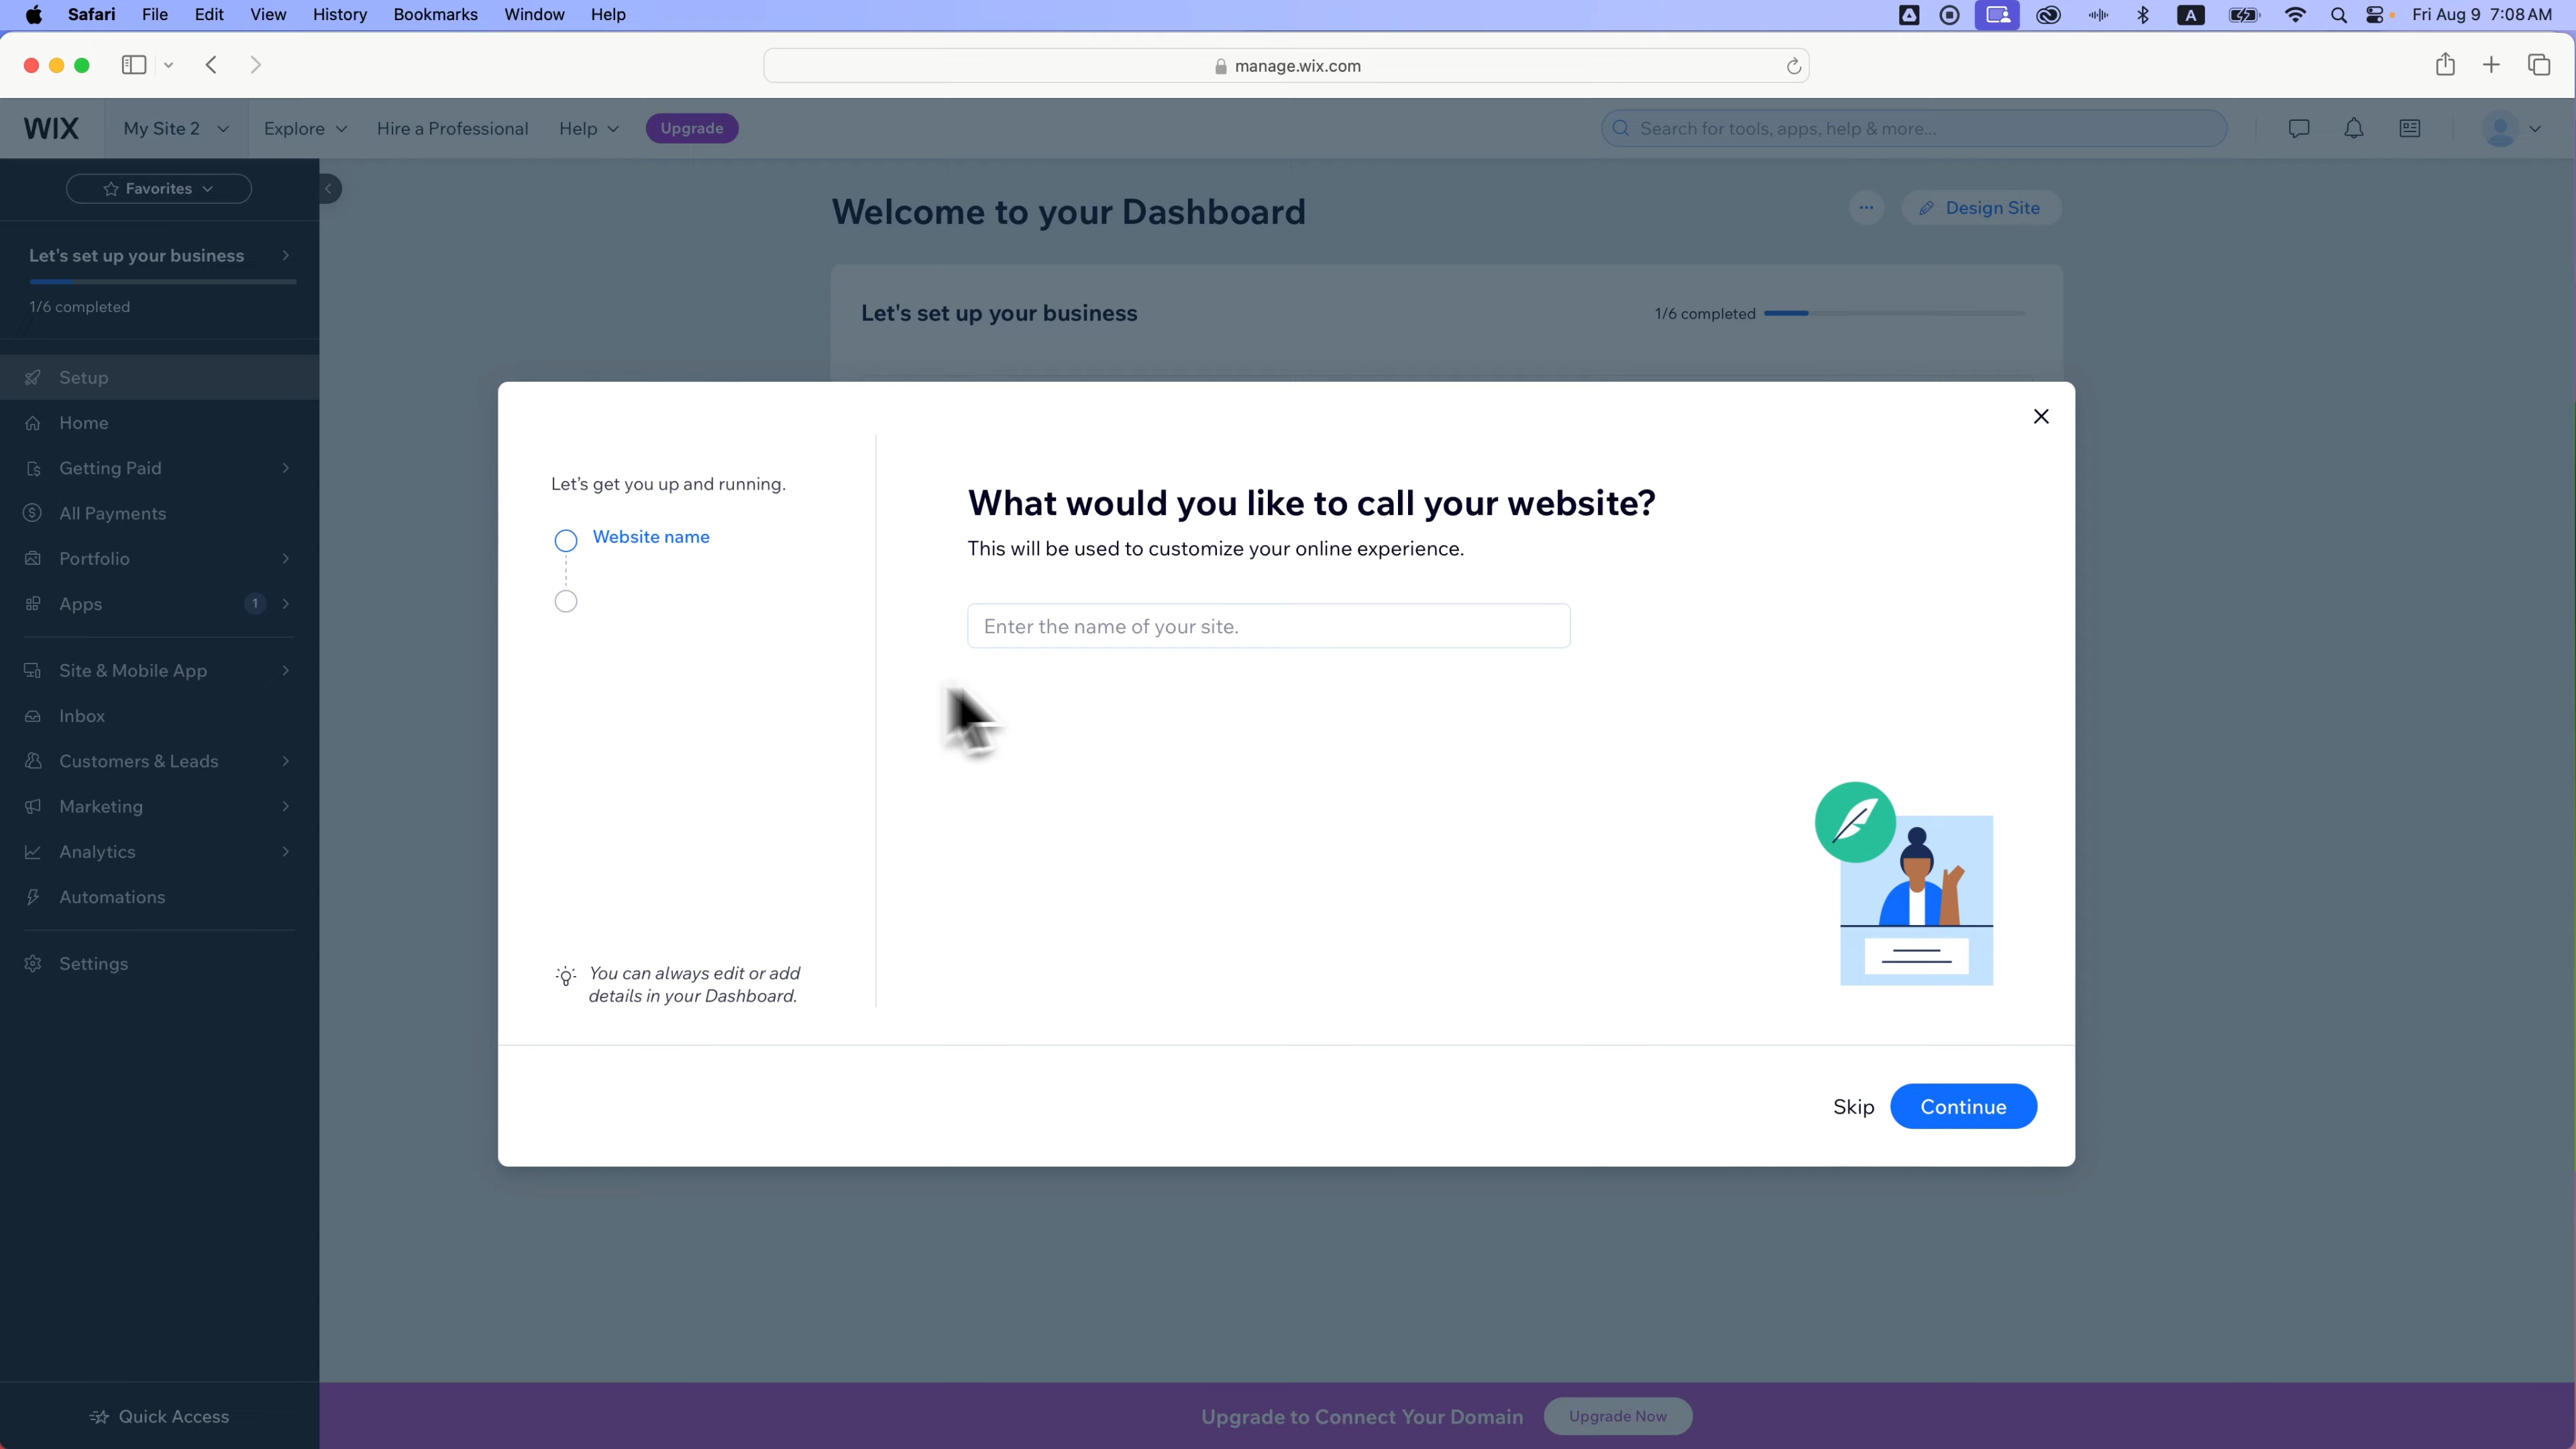 Safari File Edit View History Bookmarks Window Help
A
Fri Aug 9 7:08 AM
manage.wix.com
WIX
My Site 2
Explore
Hire a Professional
Help
Upgrade
Search for tools, apps, help & more...
Favorites
Let's set up your business
1/6 completed
Setup
Home
Getting Paid
All Payments
Portfolio
Apps 1
Site & Mobile App
Inbox
Customers & Leads
Marketing
Analytics
Automations
Settings
Quick Access
Welcome to your Dashboard
Design Site
Let's set up your business
1/6 completed
Let's get you up and running.
Website name
You can always edit or add
details in your Dashboard.
What would you like to call your website?
This will be used to customize your online experience.
Enter the name of your site.
Skip
Continue
Upgrade to Connect Your Domain
Upgrade Now